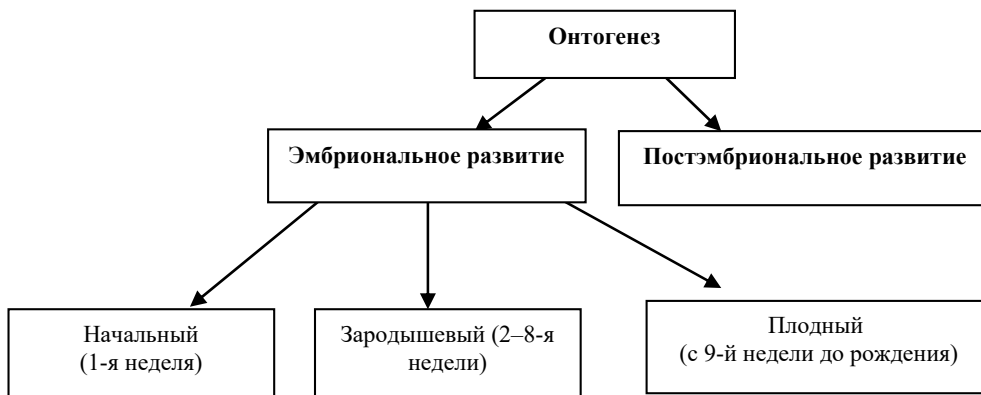 Онтогенез
Эмбриональное развитие
Постэмбриональное развитие
Начальный
(1-я неделя)
Зародышевый (2–8-я
недели)
Плодный
(с 9-й недели до рождения)